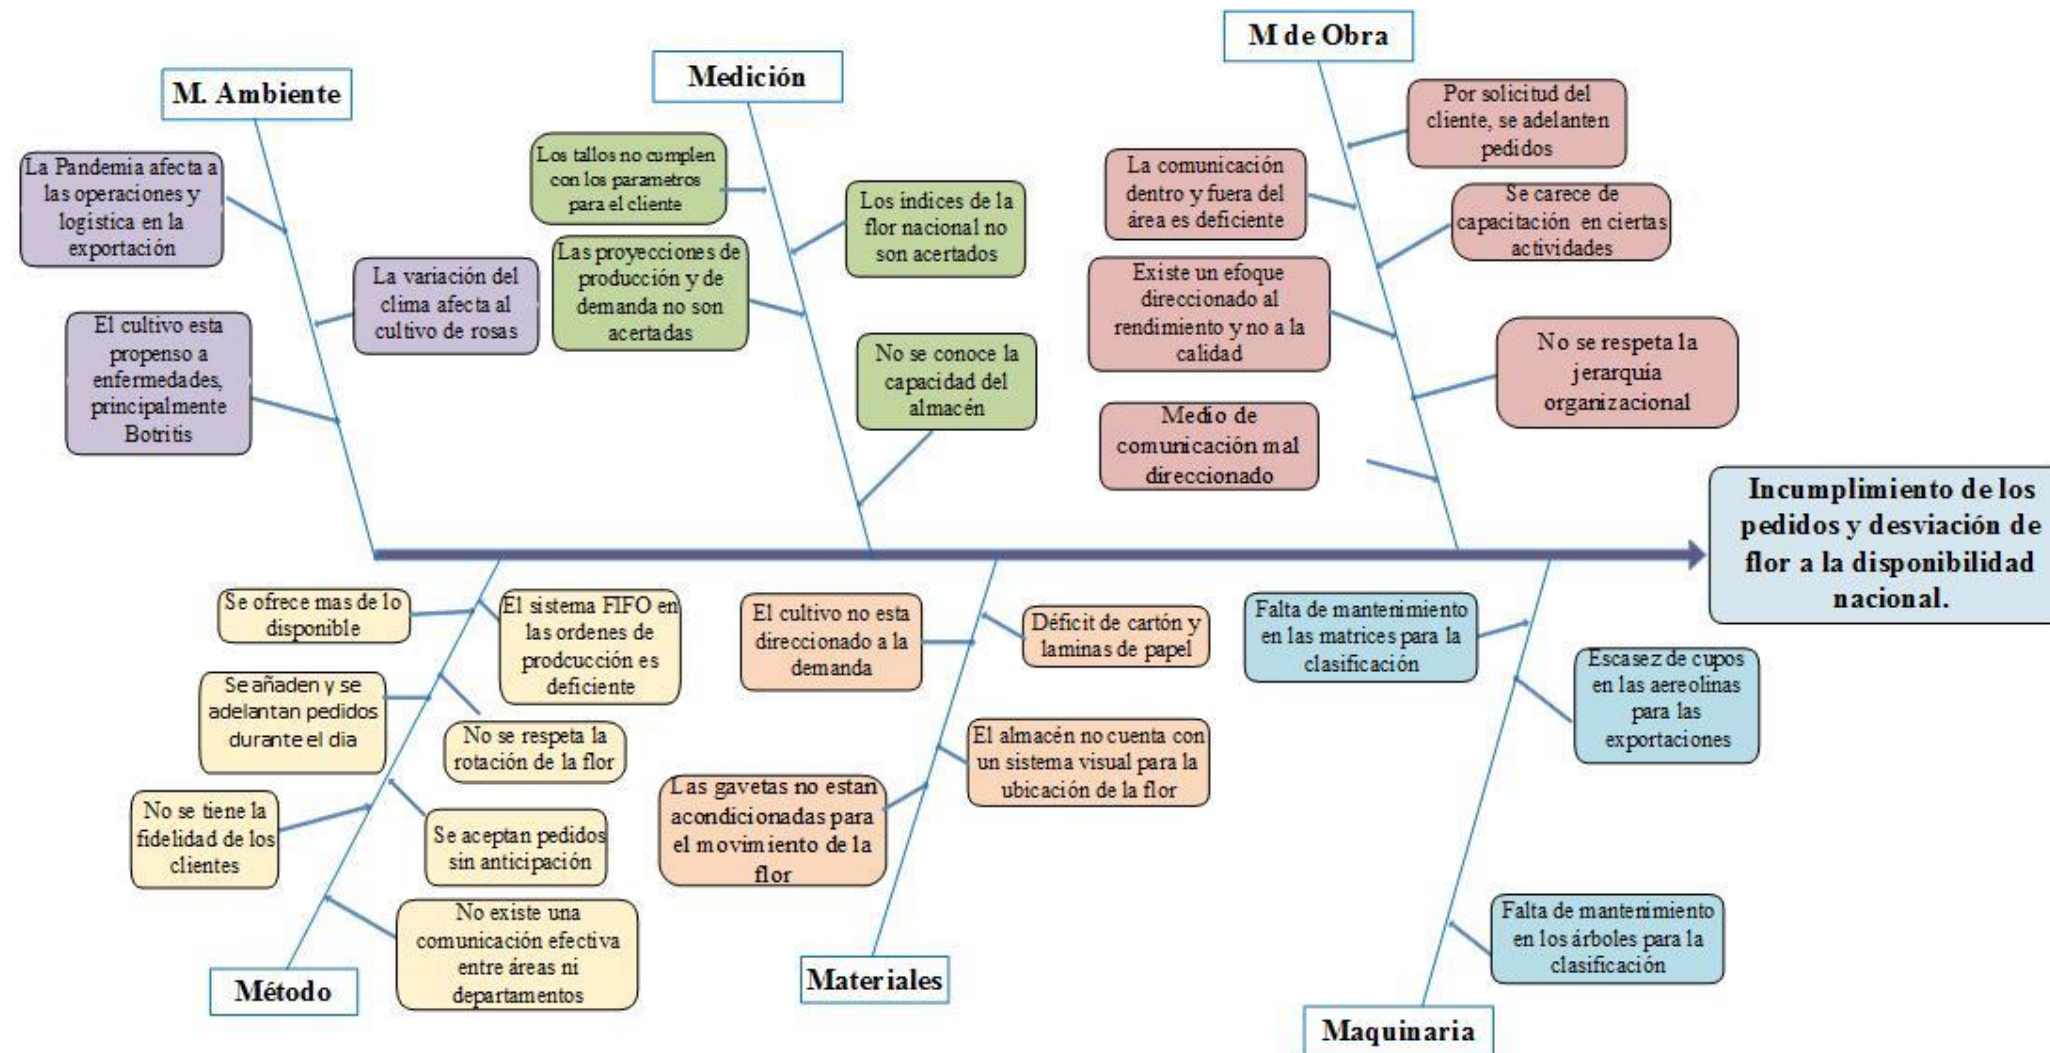 M. Ambiente
La Pandemia afecta a
las operaciones y
logística en la
exportación
La variación del
clima afecta al
cultivo de rosas
El cultivo esta
propenso a
enfermedades,
principalmente
Botritis
Medición
Los tallos no cumplen
con los parametros
para el cliente
Los índices de la
flor nacional no
son acertados
Las proyecciones de
producción y de
demanda no son
acertadas
No se conoce la
capacidad del
almacén
M de Obra
Por solicitud del
cliente, se adelanten
pedidos
La comunicación
dentro y fuera del
área es deficiente
Se carece de
capacitación en ciertas
actividades
Existe un efoque
direccionado al
rendimiento y no a la
calidad
No se respeta la
jerarquía
organizacional
Medio de
comunicación mal
direccionado
Incumplimiento de los
pedidos y desviación de
flor a la disponibilidad
nacional.
Se ofrece mas de lo
disponible
El sistema FIFO en
las ordenes de
prodcucción es
deficiente
Se añaden y se
adelantan pedidos
durante el dia
No se respeta la
rotación de la flor
No se tiene la
fidelidad de los
clientes
Se aceptan pedidos
sin anticipación
No existe una
comunicación efectiva
entre áreas ni
departamentos
Método
El cultivo no esta
direccionado a la
demanda
Déficit de cartón y
laminas de papel
El almacén no cuenta con
un sistema visual para la
ubicación de la flor
Las gavetas no estan
acondicionadas para
el movimiento de la
flor
Materiales
Falta de mantenimiento
en las matrices para la
clasificación
Escasez de cupos
en las aereolinas
para las
exportaciones
Falta de mantenimiento
en los árboles para la
clasificación
Maquinaria